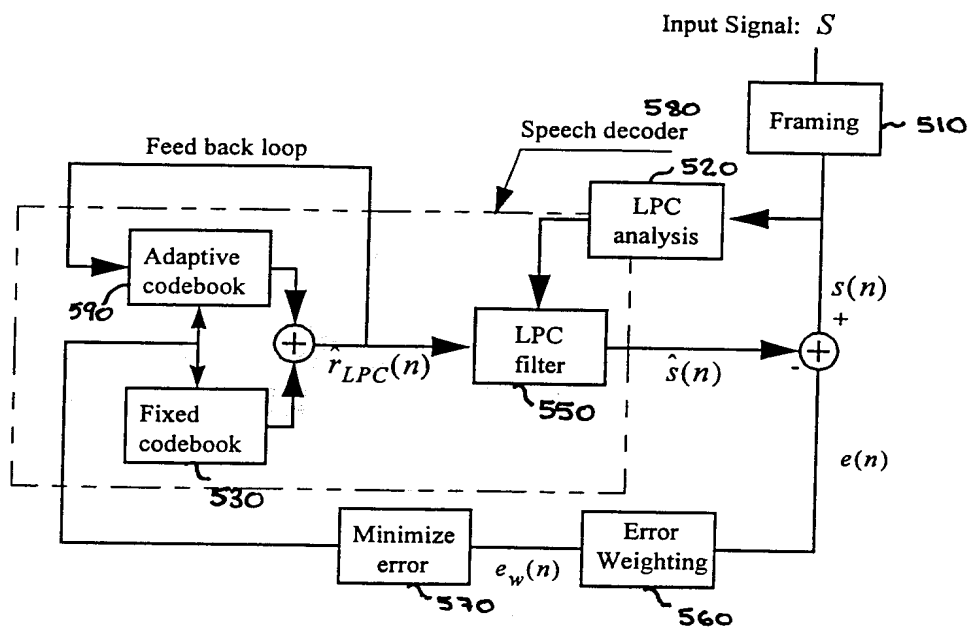 Input Signal: S
Framing
510
580
Speech decoder
Feed back loop
520
LPC
analysis
Adaptive
codebook
590
s(n)
+
+
r̂LPC(n)
LPC
filter
550
ŝ(n)
-
+
Fixed
codebook
530
e(n)
Minimize
error
570
ew(n)
Error
Weighting
560